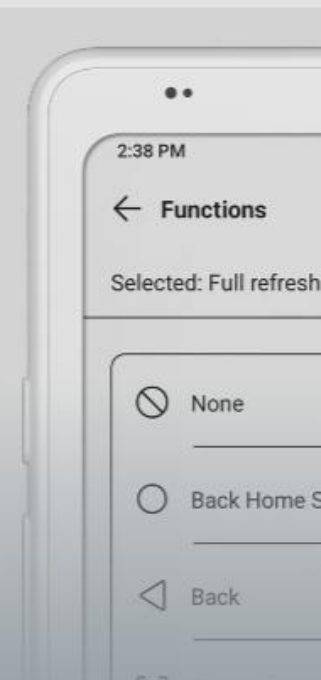 2:38 PM
Functions
Selected: Full refresh
None
Back Home S
Back